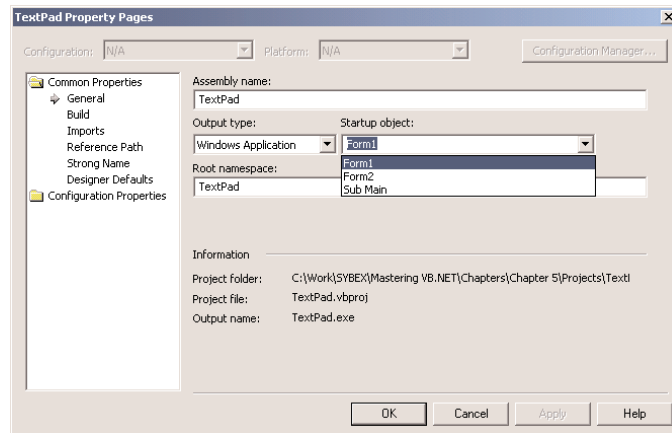 TextPad Property Pages
Configuration: N/A Platform: N/A Configuration Manager...
Common Properties
General
Build
Imports
Reference Path
Strong Name
Designer Defaults
Configuration Properties
Assembly name:
TextPad
Output type: Startup object:
Windows Application Form1
Form1
Form2
Sub Main
Root namespace:
TextPad
Information
Project folder: C:\Work\SYBEX\Mastering VB.NET\Chapters\Chapter 5\Projects\TextI
Project file: TextPad.vbproj
Output name: TextPad.exe
OK Cancel Apply Help